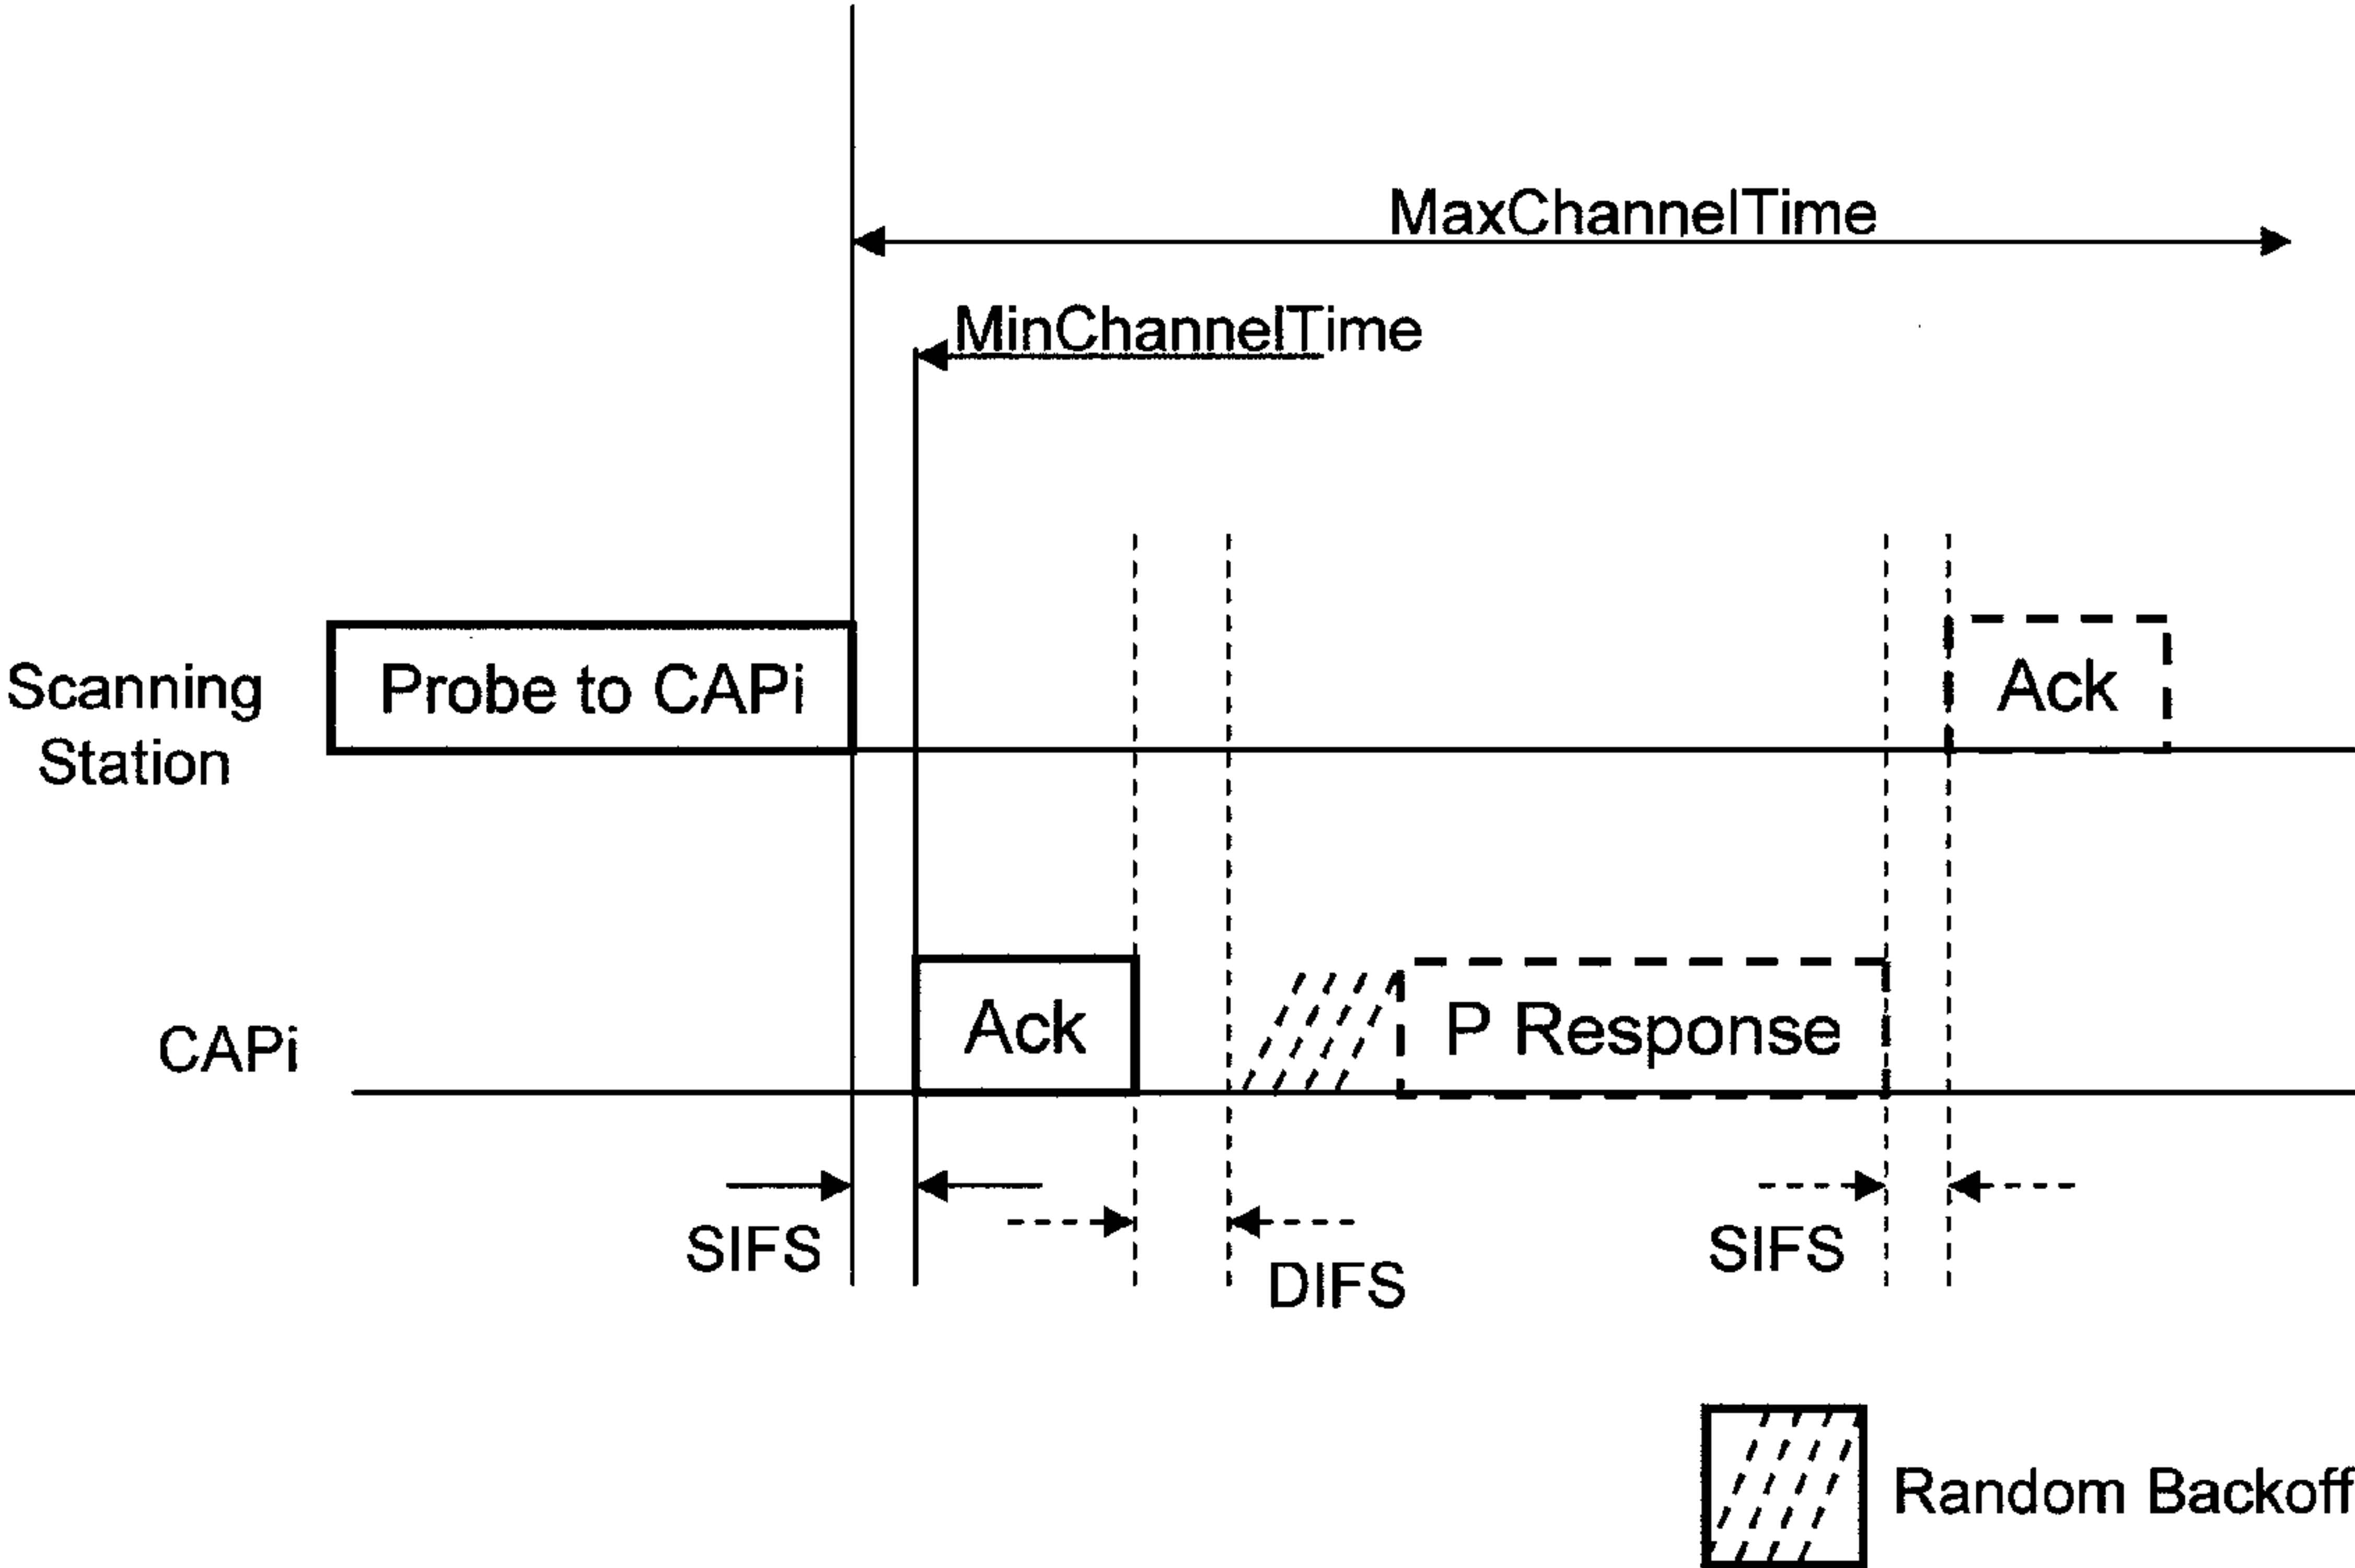 MaxChannelTime
MinChannelTime
Scanning
Station
Probe to CAPi
Ack
CAPi
Ack
P Response
SIFS
DIFS
SIFS
Random Backoff